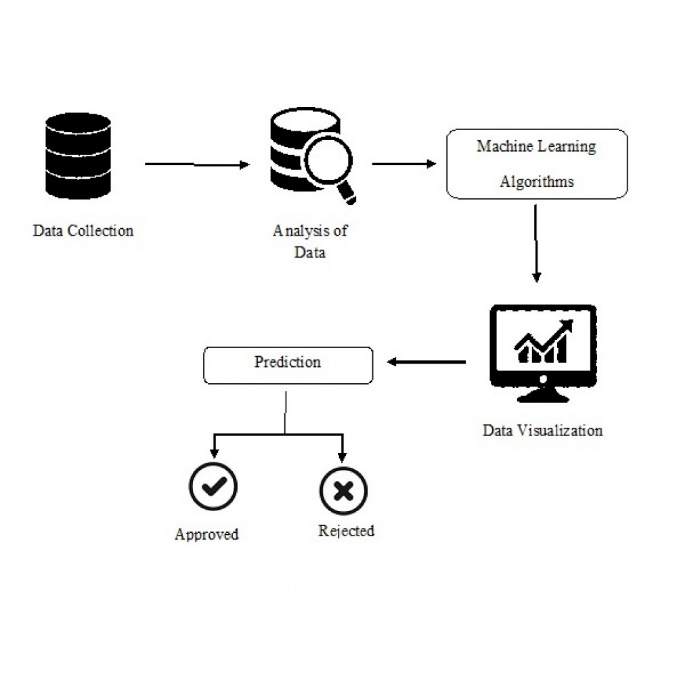 Data Collection
Analysis of
Data
Machine Learning
Algorithms
Data Visualization
Prediction
Approved
Rejected